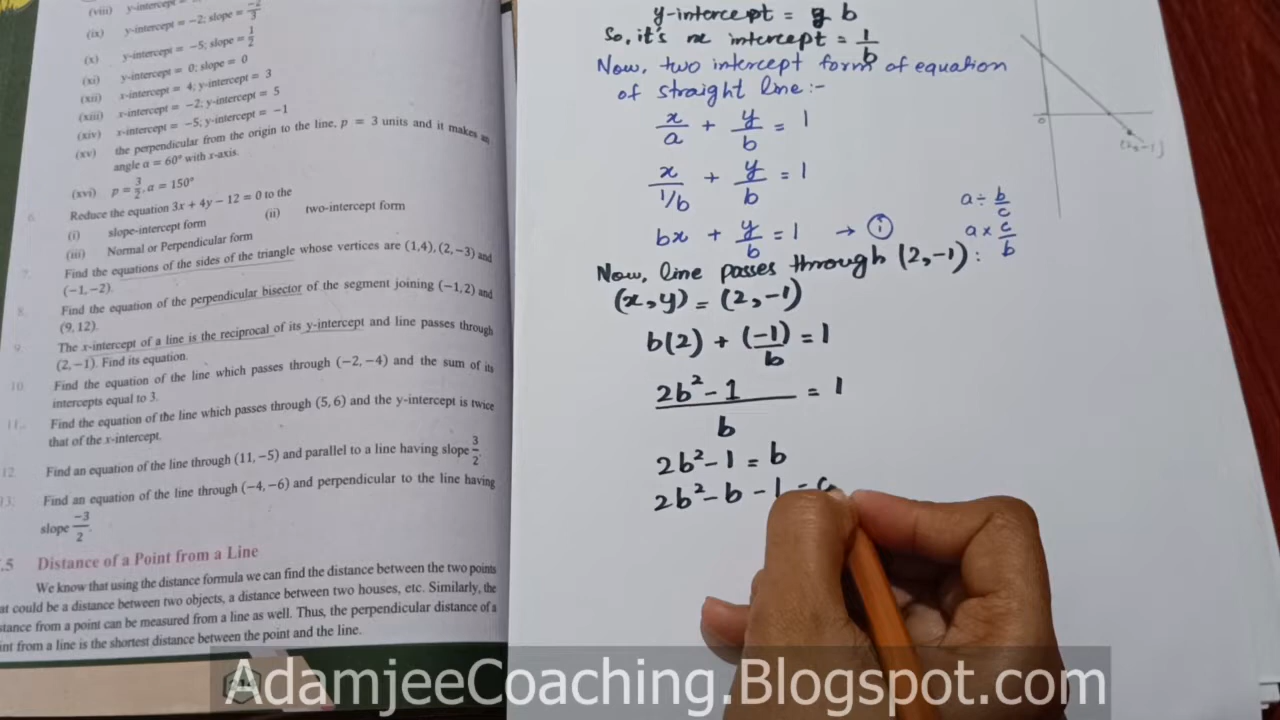 (viii) y-intercept =
(ix) y-intercept = −2; slope = −2/3
(x) y-intercept = −5; slope = 1/2
(xi) y-intercept = 0; slope = 0
(xii) x-intercept = 4; y-intercept = 3
(xiii) x-intercept = −2; y-intercept = 5
(xiv) x-intercept = −5; y-intercept = −1
(xv) the perpendicular from the origin to the line, p = 3 units and it makes an
angle α = 60° with x-axis.
(xvi) p = 3/2, α = 150°
6. Reduce the equation 3x + 4y − 12 = 0 to the
(i) slope-intercept form (ii) two-intercept form
(iii) Normal or Perpendicular form
7. Find the equations of the sides of the triangle whose vertices are (1,4), (2,−3) and
(−1,−2).
8. Find the equation of the perpendicular bisector of the segment joining (−1,2) and
(9,12).
9. The x-intercept of a line is the reciprocal of its y-intercept and line passes through
(2,−1). Find its equation.
10. Find the equation of the line which passes through (−2,−4) and the sum of its
intercepts equal to 3.
11. Find the equation of the line which passes through (5,6) and the y-intercept is twice
that of the x-intercept.
12. Find an equation of the line through (11,−5) and parallel to a line having slope 3/2.
13. Find an equation of the line through (−4,−6) and perpendicular to the line having
slope −3/2.
.5 Distance of a Point from a Line
We know that using the distance formula we can find the distance between the two points
at could be a distance between two objects, a distance between two houses, etc. Similarly, the
stance from a point can be measured from a line as well. Thus, the perpendicular distance of a
int from a line is the shortest distance between the point and the line.
y-intercept = b
So, it's x intercept = 1/b
Now, two intercept form of equation
of straight line:-
x/a + y/b = 1
x/1/b + y/b = 1
bx + y/b = 1 → (i)
a ÷ b/c
a × c/b
Now, line passes through (2,−1):
(x,y) = (2,−1)
b(2) + (−1)/b = 1
2b² − 1 / b = 1
2b² − 1 = b
2b² − b − 1 =
0
(2,−1)
AdamjeeCoaching.Blogspot.com